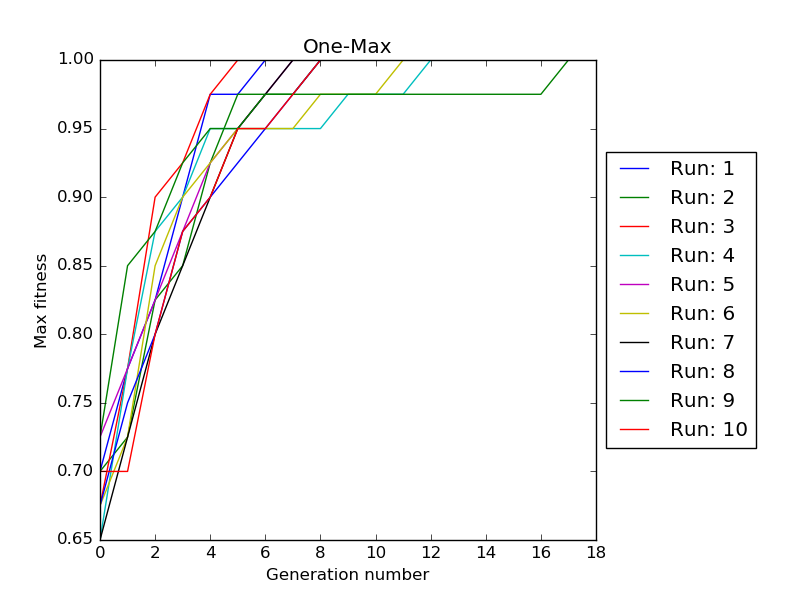 One-Max
Max fitness
1.00
0.95
0.90
0.85
0.80
0.75
0.70
0.65
0 2 4 6 8 10 12 14 16 18
Generation number
Run: 1
Run: 2
Run: 3
Run: 4
Run: 5
Run: 6
Run: 7
Run: 8
Run: 9
Run: 10